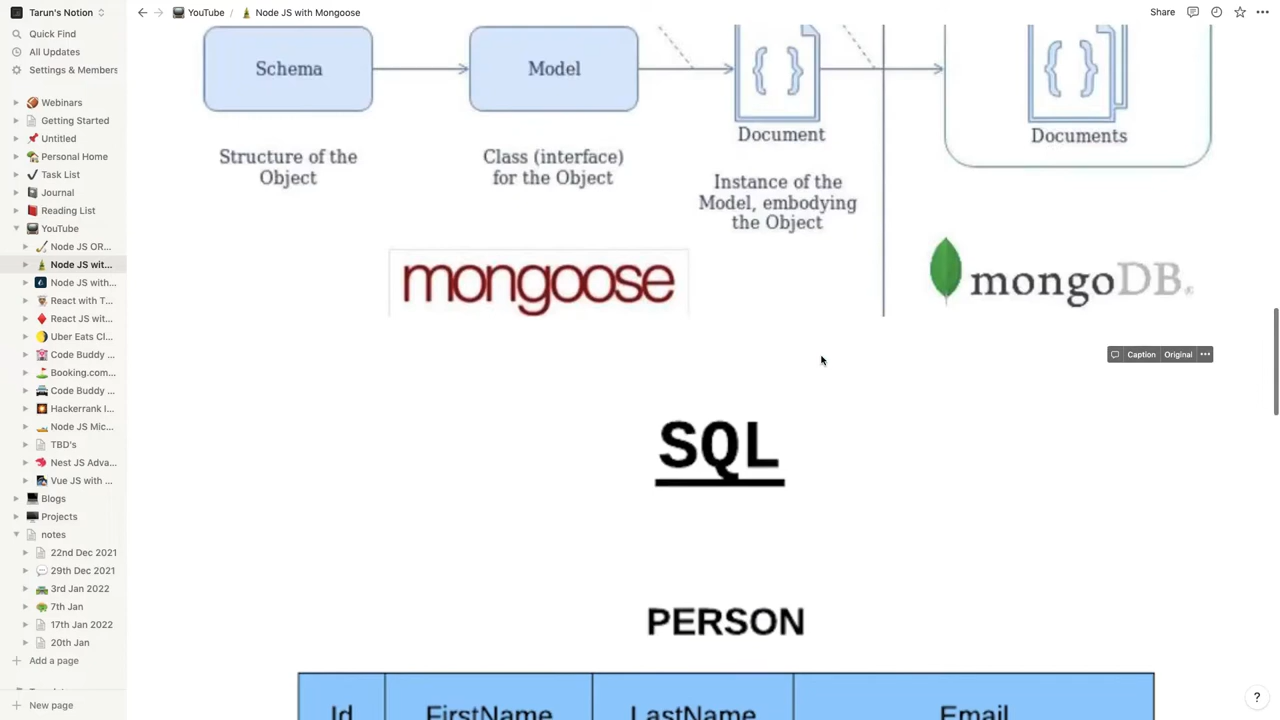 Tarun's Notion
YouTube / Node JS with Mongoose
Share
Quick Find
All Updates
Settings & Members
Webinars
Getting Started
Untitled
Personal Home
Task List
Journal
Reading List
YouTube
Node JS OR...
Node JS wit...
Node JS with...
React with T...
React JS wit...
Uber Eats Cl...
Code Buddy ...
Booking.com...
Code Buddy ...
Hackerrank I...
Node JS Mic...
TBD's
Nest JS Adva...
Vue JS with ...
Blogs
Projects
notes
22nd Dec 2021
29th Dec 2021
3rd Jan 2022
7th Jan
17th Jan 2022
20th Jan
Add a page
New page
Schema
Model
{ }
{ }
Document
Documents
Structure of the
Object
Class (interface)
for the Object
Instance of the
Model, embodying
the Object
mongoose
mongoDB®
Caption Original
SQL
PERSON
Id FirstName LastName Email
?